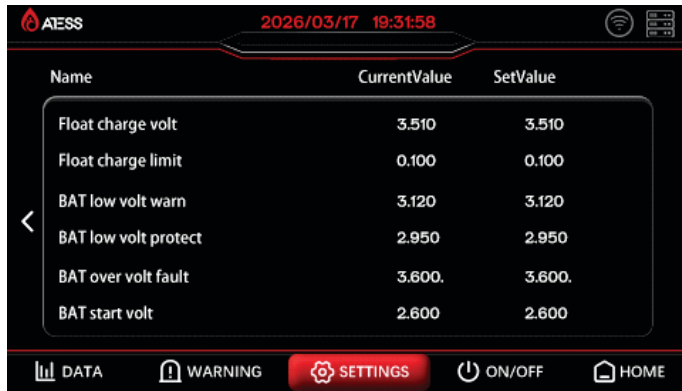 ATESS 2026/03/17 19:31:58
Name CurrentValue SetValue
Float charge volt 3.510 3.510
Float charge limit 0.100 0.100
BAT low volt warn 3.120 3.120
BAT low volt protect 2.950 2.950
BAT over volt fault 3.600. 3.600.
BAT start volt 2.600 2.600
DATA WARNING SETTINGS ON/OFF HOME